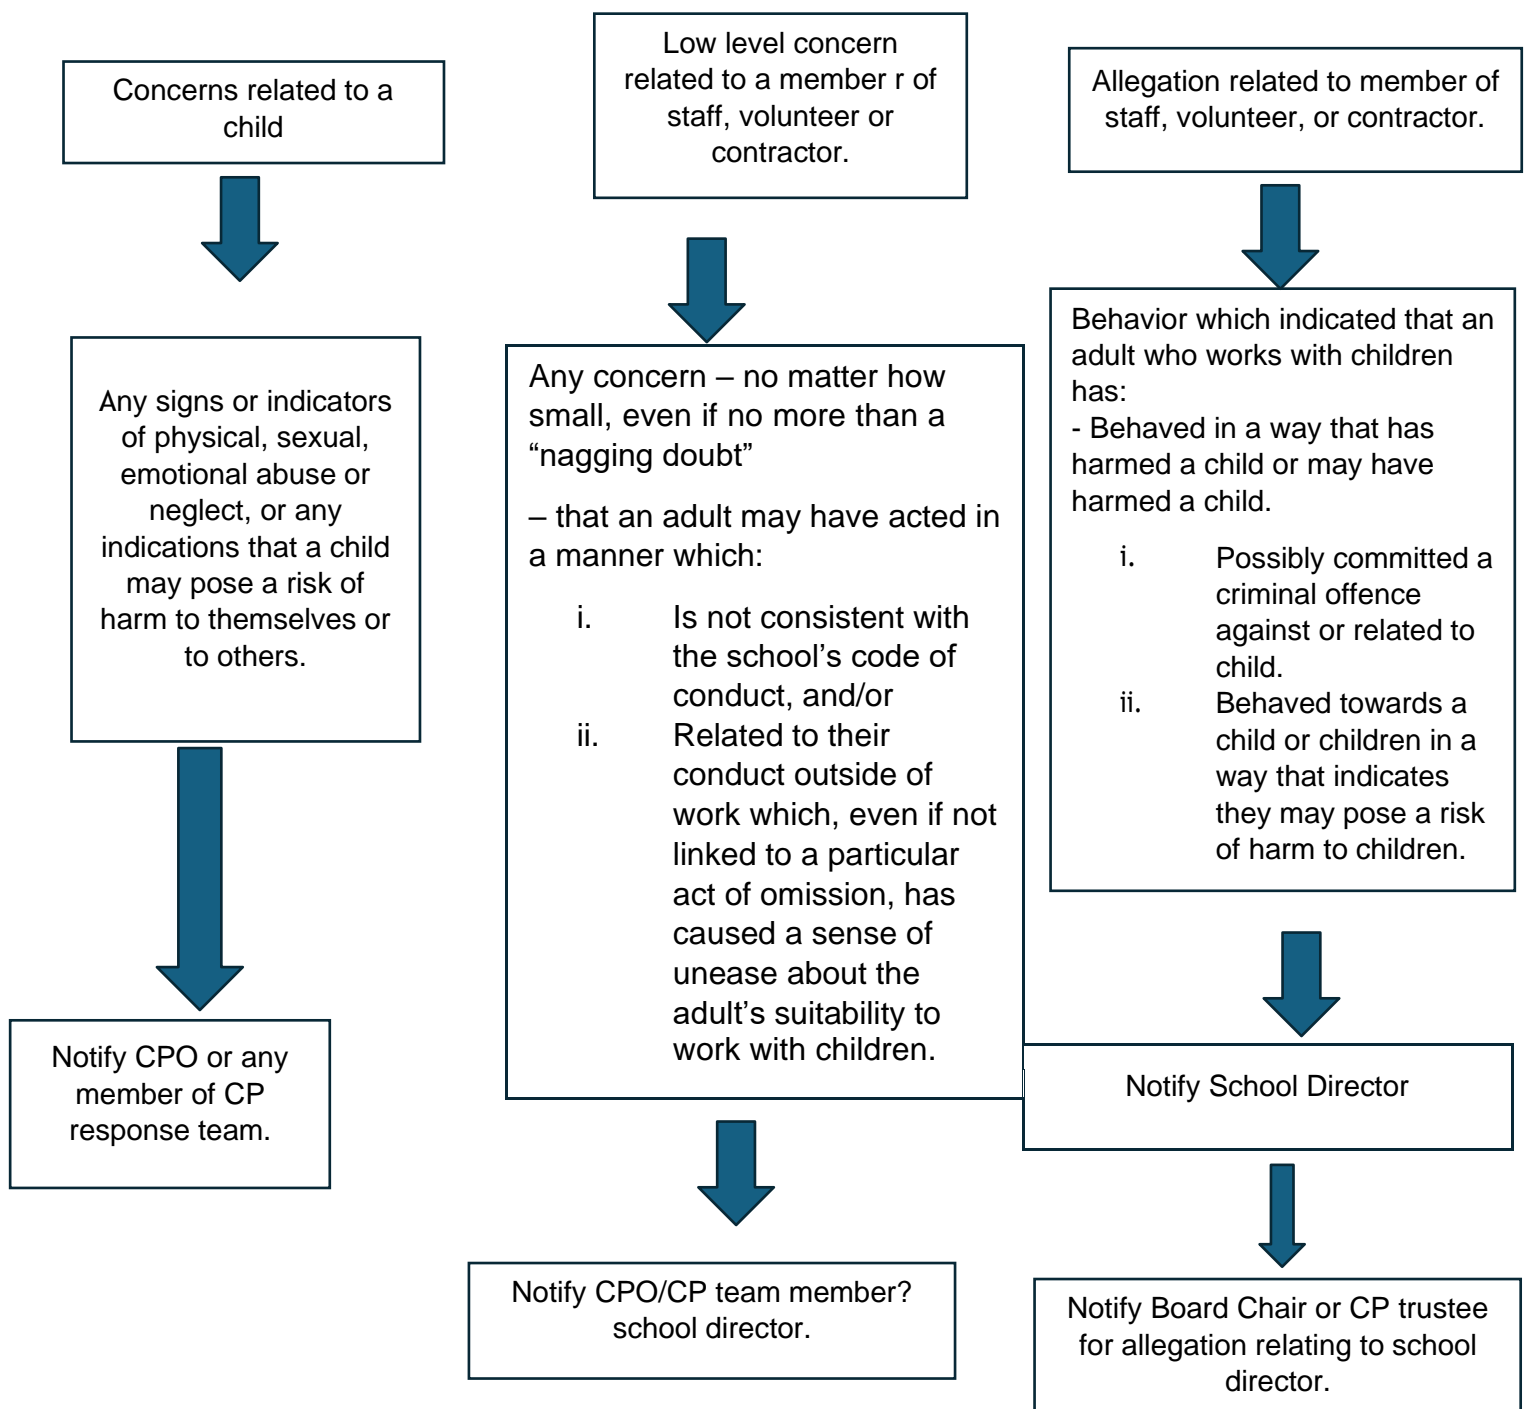 Concerns related to a
child
Any signs or indicators
of physical, sexual,
emotional abuse or
neglect, or any
indications that a child
may pose a risk of
harm to themselves or
to others.
Notify CPO or any
member of CP
response team.
Low level concern
related to a member r of
staff, volunteer or
contractor.
Any concern – no matter how
small, even if no more than a
“nagging doubt”
– that an adult may have acted in
a manner which:
i. Is not consistent with
the school’s code of
conduct, and/or
ii. Related to their
conduct outside of
work which, even if not
linked to a particular
act of omission, has
caused a sense of
unease about the
adult’s suitability to
work with children.
Notify CPO/CP team member?
school director.
Allegation related to member of
staff, volunteer, or contractor.
Behavior which indicated that an
adult who works with children
has:
- Behaved in a way that has
harmed a child or may have
harmed a child.
i. Possibly committed a
criminal offence
against or related to
child.
ii. Behaved towards a
child or children in a
way that indicates
they may pose a risk
of harm to children.
Notify School Director
Notify Board Chair or CP trustee
for allegation relating to school
director.